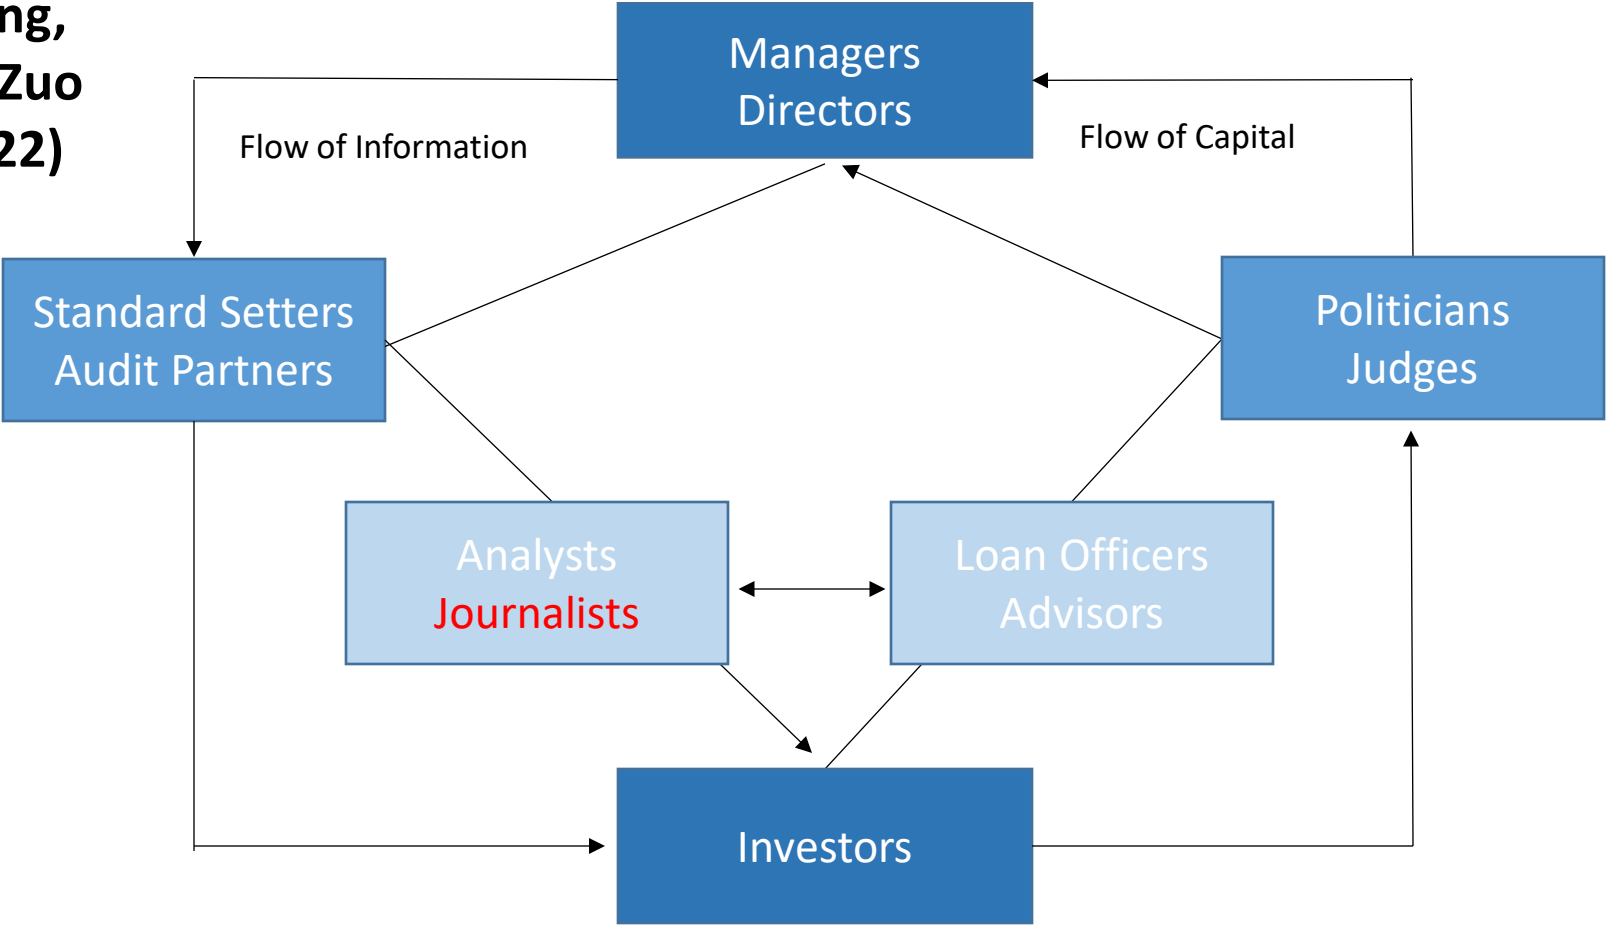 ng,
Zuo
22)
Managers
Directors
Flow of Information
Flow of Capital
Standard Setters
Audit Partners
Politicians
Judges
Analysts
Journalists
Loan Officers
Advisors
Investors